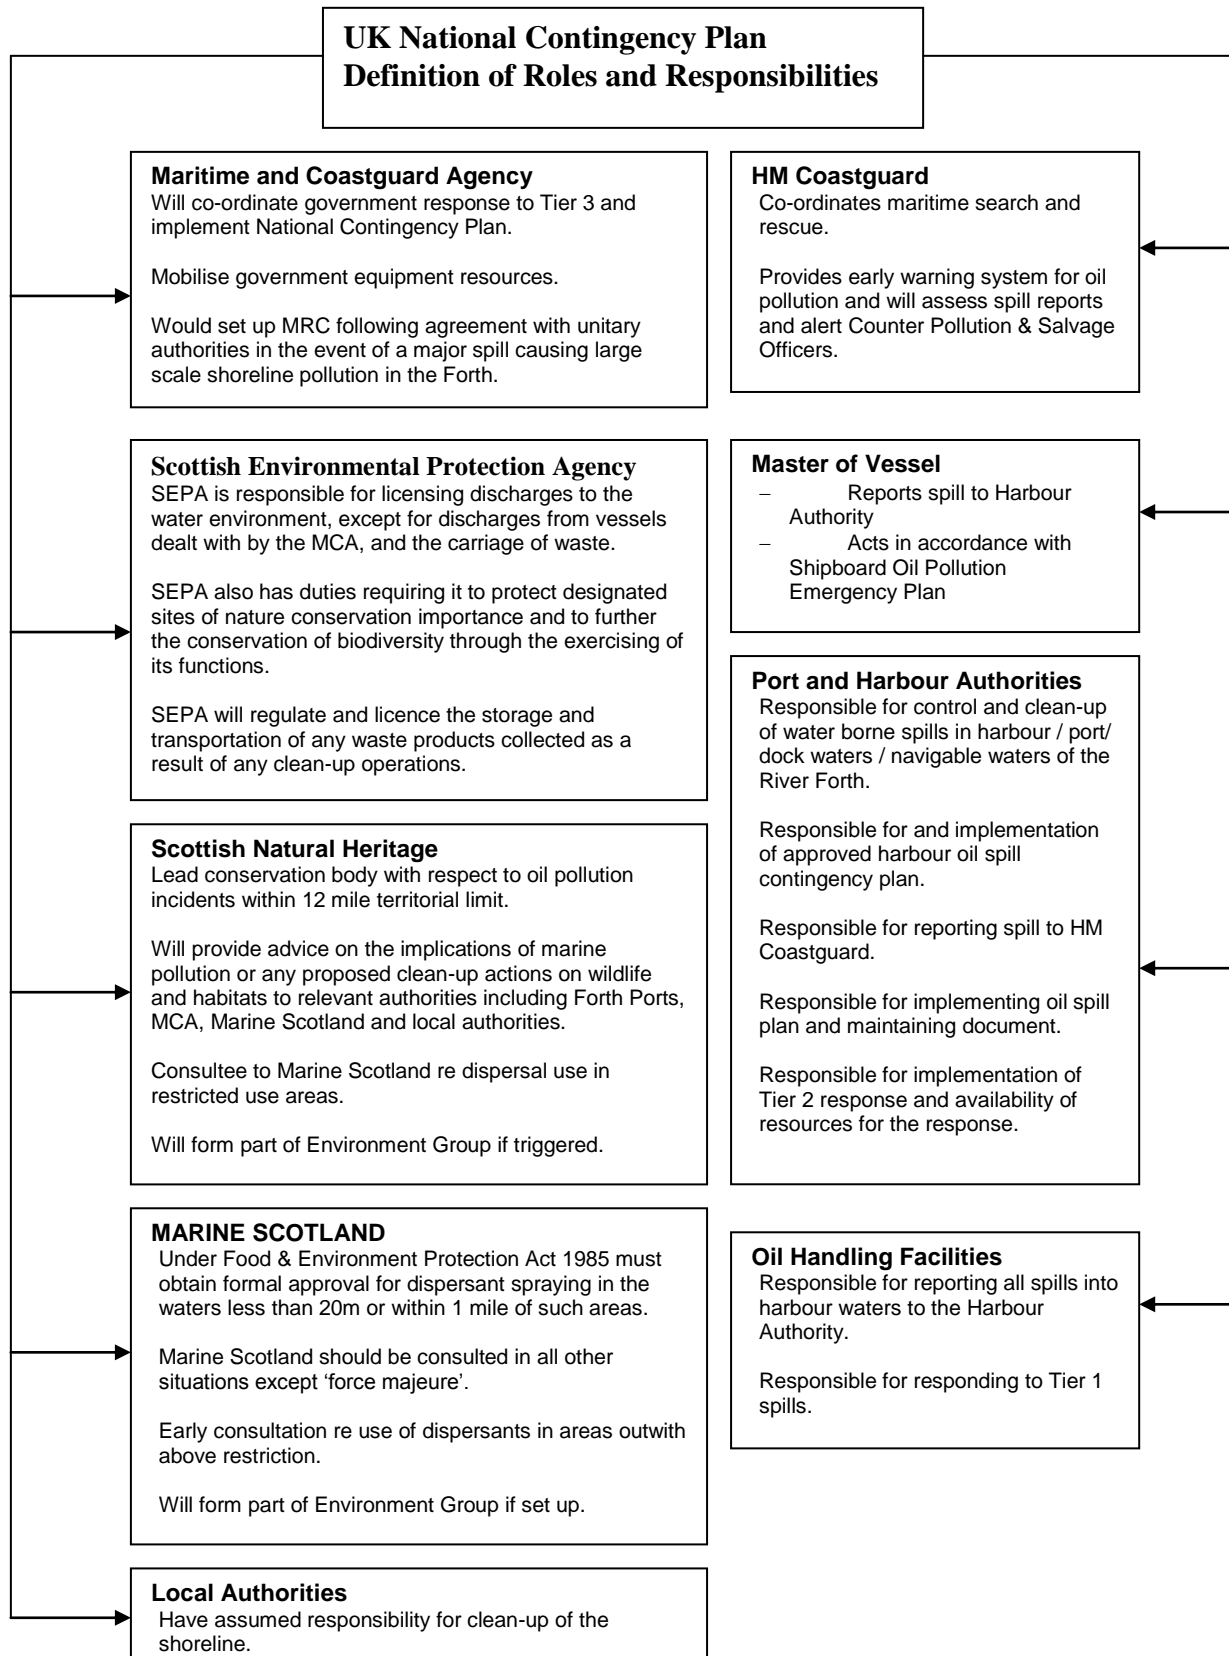 UK National Contingency Plan
Definition of Roles and Responsibilities
Maritime and Coastguard Agency
Will co-ordinate government response to Tier 3 and
implement National Contingency Plan.
Mobilise government equipment resources.
Would set up MRC following agreement with unitary
authorities in the event of a major spill causing large
scale shoreline pollution in the Forth.
Scottish Environmental Protection Agency
SEPA is responsible for licensing discharges to the
water environment, except for discharges from vessels
dealt with by the MCA, and the carriage of waste.
SEPA also has duties requiring it to protect designated
sites of nature conservation importance and to further
the conservation of biodiversity through the exercising of
its functions.
SEPA will regulate and licence the storage and
transportation of any waste products collected as a
result of any clean-up operations.
Scottish Natural Heritage
Lead conservation body with respect to oil pollution
incidents within 12 mile territorial limit.
Will provide advice on the implications of marine
pollution or any proposed clean-up actions on wildlife
and habitats to relevant authorities including Forth Ports,
MCA, Marine Scotland and local authorities.
Consultee to Marine Scotland re dispersal use in
restricted use areas.
Will form part of Environment Group if triggered.
MARINE SCOTLAND
Under Food & Environment Protection Act 1985 must
obtain formal approval for dispersant spraying in the
waters less than 20m or within 1 mile of such areas.
Marine Scotland should be consulted in all other
situations except ‘force majeure’.
Early consultation re use of dispersants in areas outwith
above restriction.
Will form part of Environment Group if set up.
Local Authorities
Have assumed responsibility for clean-up of the
shoreline.
HM Coastguard
Co-ordinates maritime search and
rescue.
Provides early warning system for oil
pollution and will assess spill reports
and alert Counter Pollution & Salvage
Officers.
Master of Vessel
– Reports spill to Harbour
Authority
– Acts in accordance with
Shipboard Oil Pollution
Emergency Plan
Port and Harbour Authorities
Responsible for control and clean-up
of water borne spills in harbour / port/
dock waters / navigable waters of the
River Forth.
Responsible for and implementation
of approved harbour oil spill
contingency plan.
Responsible for reporting spill to HM
Coastguard.
Responsible for implementing oil spill
plan and maintaining document.
Responsible for implementation of
Tier 2 response and availability of
resources for the response.
Oil Handling Facilities
Responsible for reporting all spills into
harbour waters to the Harbour
Authority.
Responsible for responding to Tier 1
spills.